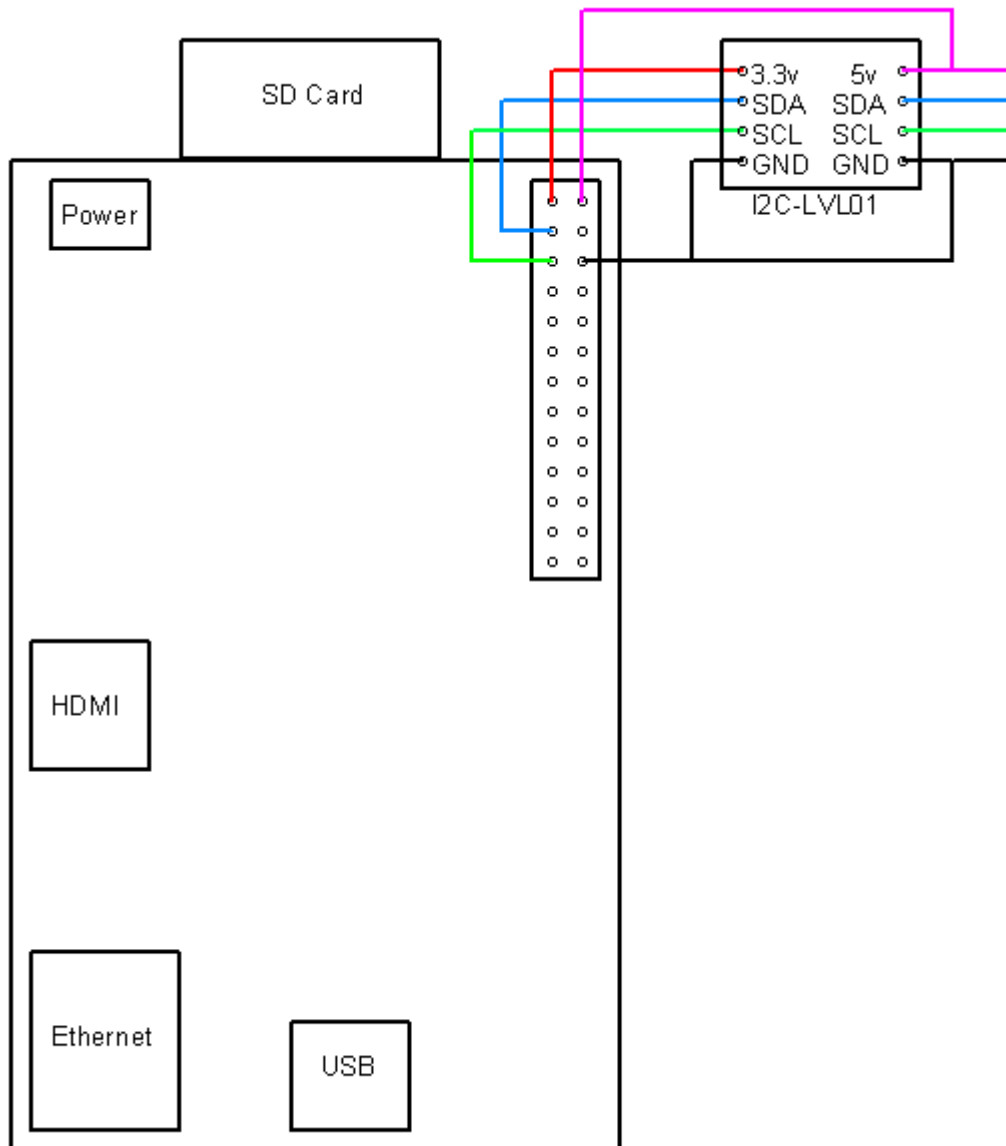 SD Card
3.3v 5v
SDA SDA
SCL SCL
GND GND
I2C-LVL01
Power
HDMI
Ethernet
USB